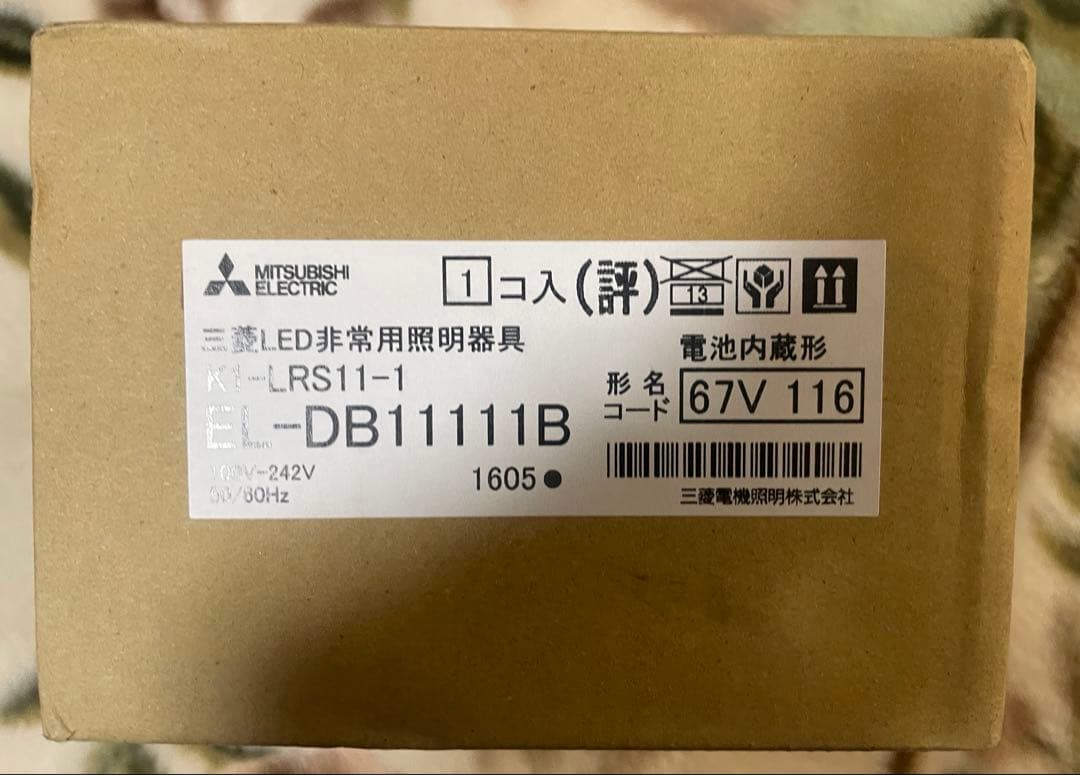 MITSUBISHI
ELECTRIC
1 コ入 (評)
13
三菱LED非常用照明器具
電池内蔵形
K1-LRS11-1
形名
コード
67V 116
EL-DB11111B
100V-242V
50/60Hz
1605●
三菱電機照明株式会社